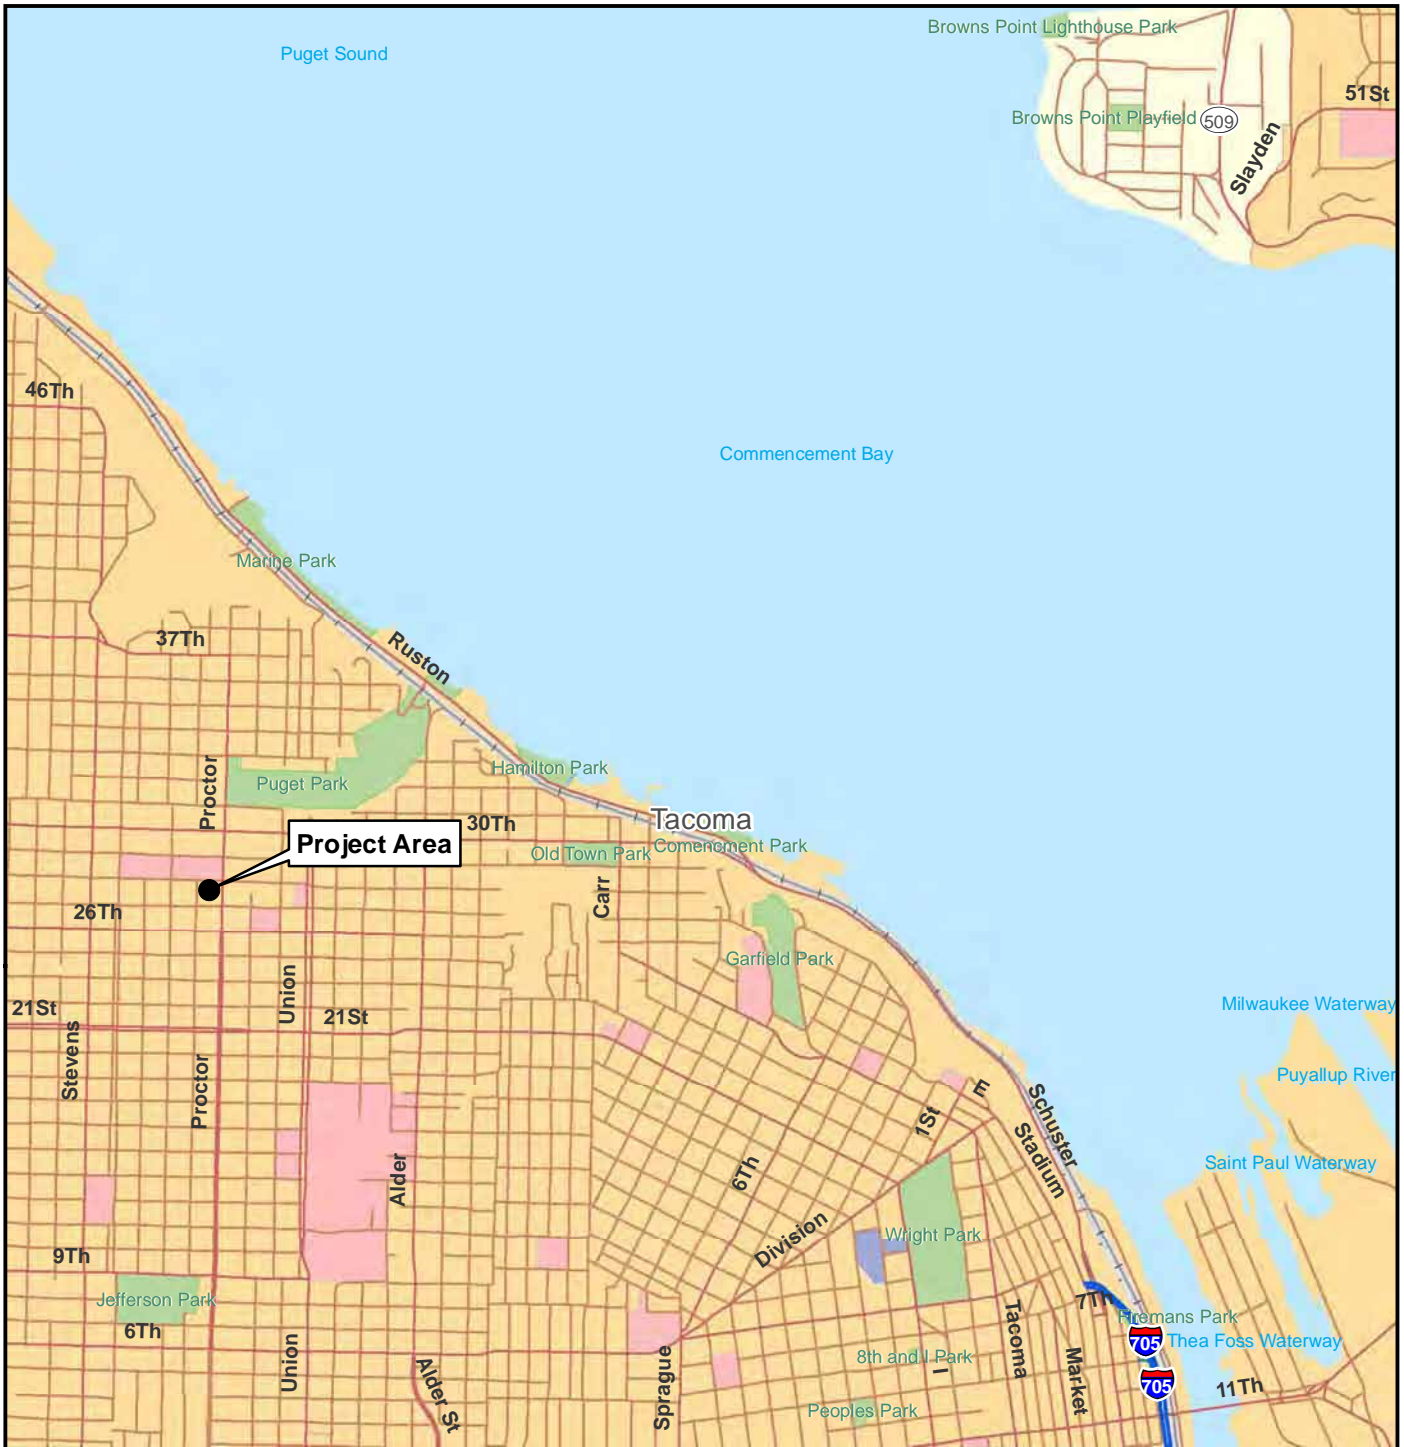 Browns Point Lighthouse Park
Puget Sound
51St
Browns Point Playfield
509
Slayden
46Th
Commencement Bay
Marine Park
37Th
Ruston
Proctor
Hamilton Park
Puget Park
Tacoma
30Th
Project Area
Old Town Park
Comencment Park
Carr
26Th
Garfield Park
Union
Milwaukee Waterway
21St
21St
Stevens
Proctor
Puyallup River
E
1St
Schuster
Stadium
Saint Paul Waterway
6Th
Alder
Division
Wright Park
9Th
Jefferson Park
6Th
7Th
Firemans Park
705
Thea Foss Waterway
Tacoma
Union
8th and I Park
I
Market
705
11Th
Alder St
Sprague
Peoples Park